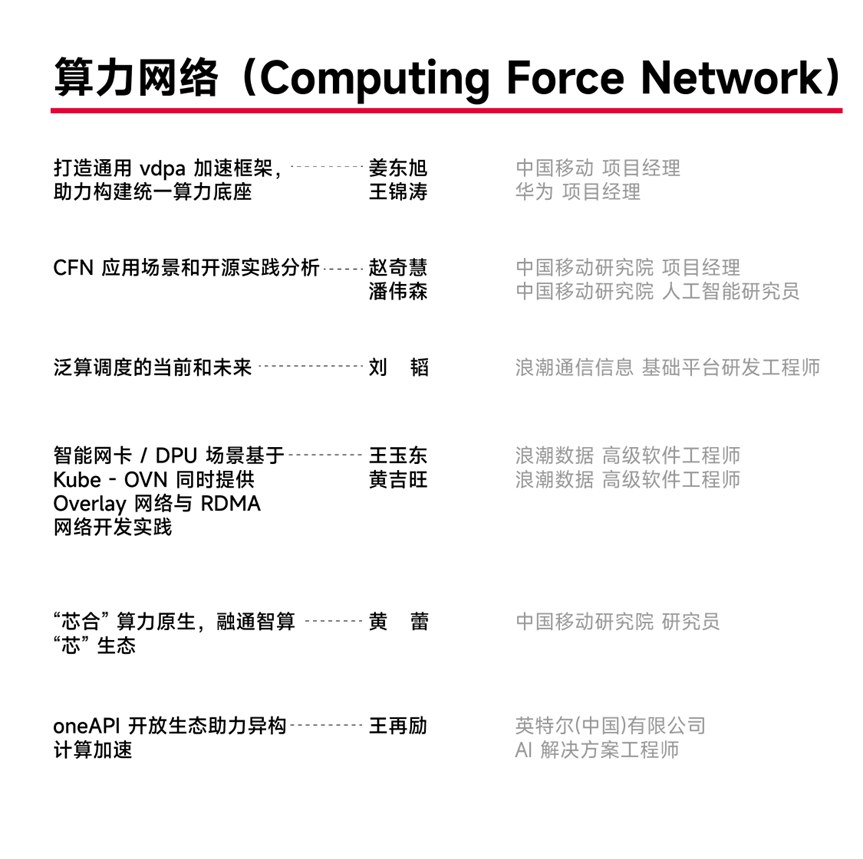 算力网络（Computing Force Network）
打造通用 vdpa 加速框架， 姜东旭 中国移动 项目经理
助力构建统一算力底座 王锦涛 华为 项目经理
CFN 应用场景和开源实践分析 赵奇慧 中国移动研究院 项目经理
潘伟森 中国移动研究院 人工智能研究员
泛算调度的当前和未来 刘 韬 浪潮通信信息 基础平台研发工程师
智能网卡 / DPU 场景基于 王玉东 浪潮数据 高级软件工程师
Kube - OVN 同时提供 黄吉旺 浪潮数据 高级软件工程师
Overlay 网络与 RDMA
网络开发实践
“芯合” 算力原生，融通智算 黄 蕾 中国移动研究院 研究员
“芯” 生态
oneAPI 开放生态助力异构 王再励 英特尔(中国)有限公司
计算加速 AI 解决方案工程师